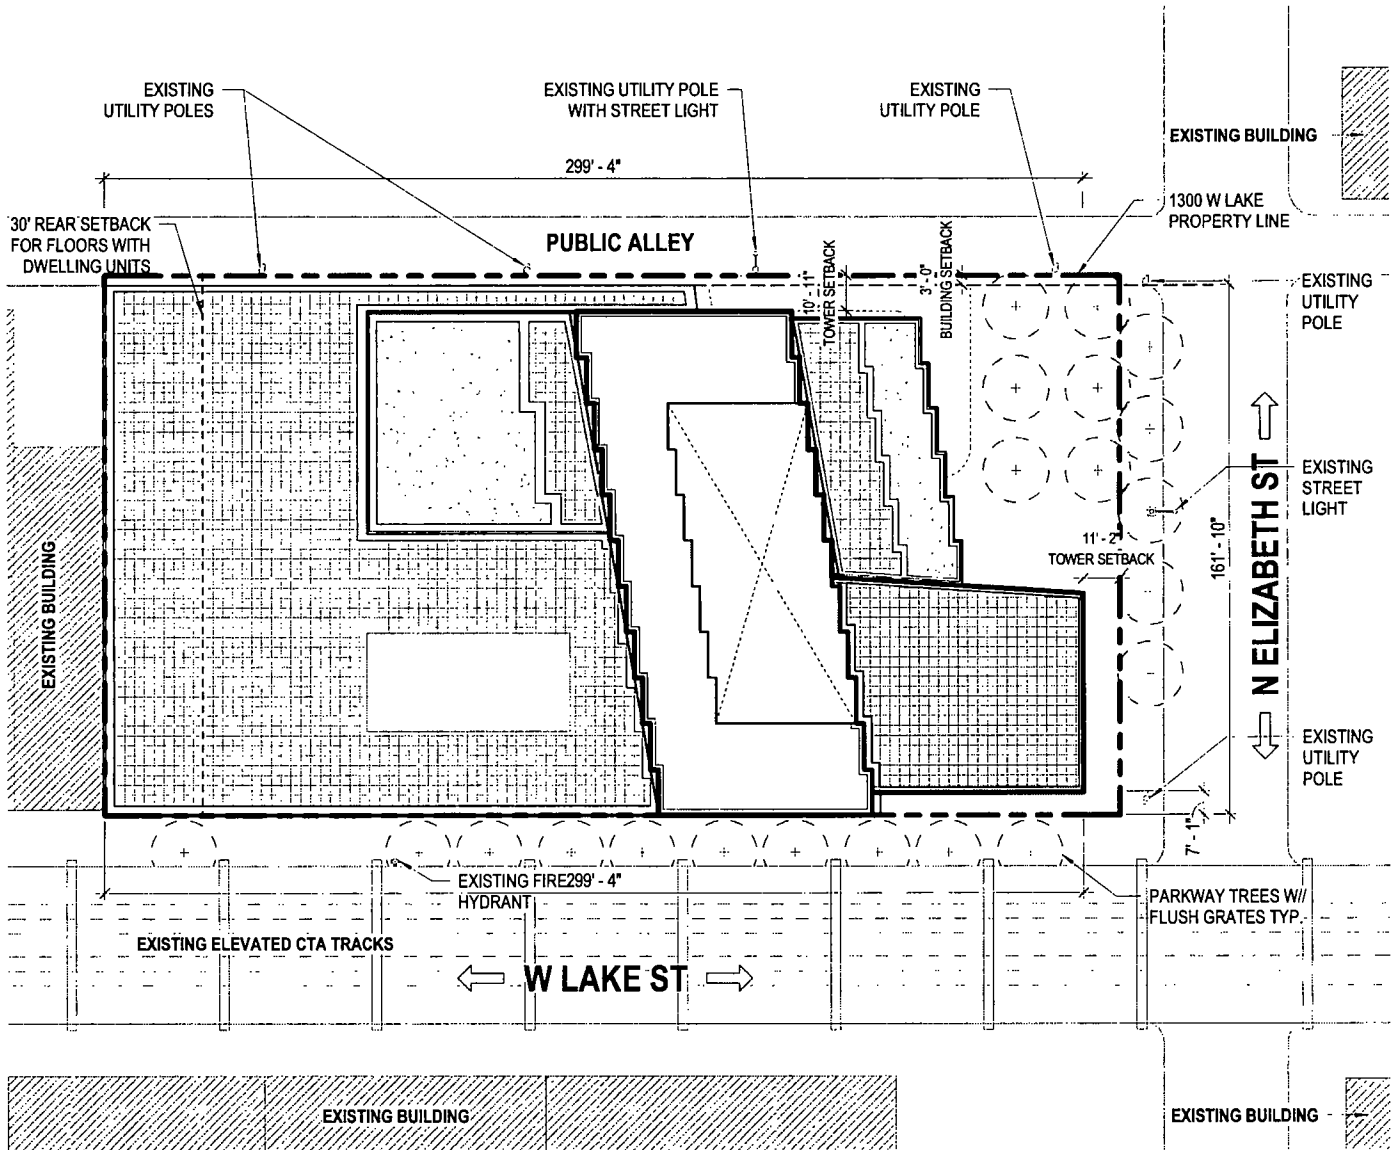 EXISTING
UTILITY POLES
EXISTING UTILITY POLE
WITH STREET LIGHT
EXISTING
UTILITY POLE
EXISTING BUILDING
299' - 4"
1300 W LAKE
PROPERTY LINE
30' REAR SETBACK
FOR FLOORS WITH
DWELLING UNITS
PUBLIC ALLEY
10' - 11"
TOWER SETBACK
3' - 0"
BUILDING SETBACK
EXISTING
UTILITY
POLE
EXISTING
STREET
LIGHT
11' - 2"
TOWER SETBACK
161' - 10"
N ELIZABETH ST
EXISTING BUILDING
EXISTING
UTILITY
POLE
7' - 1"
EXISTING FIRE299' - 4"
HYDRANT
PARKWAY TREES W/
FLUSH GRATES TYP.
EXISTING ELEVATED CTA TRACKS
W LAKE ST
EXISTING BUILDING
EXISTING BUILDING